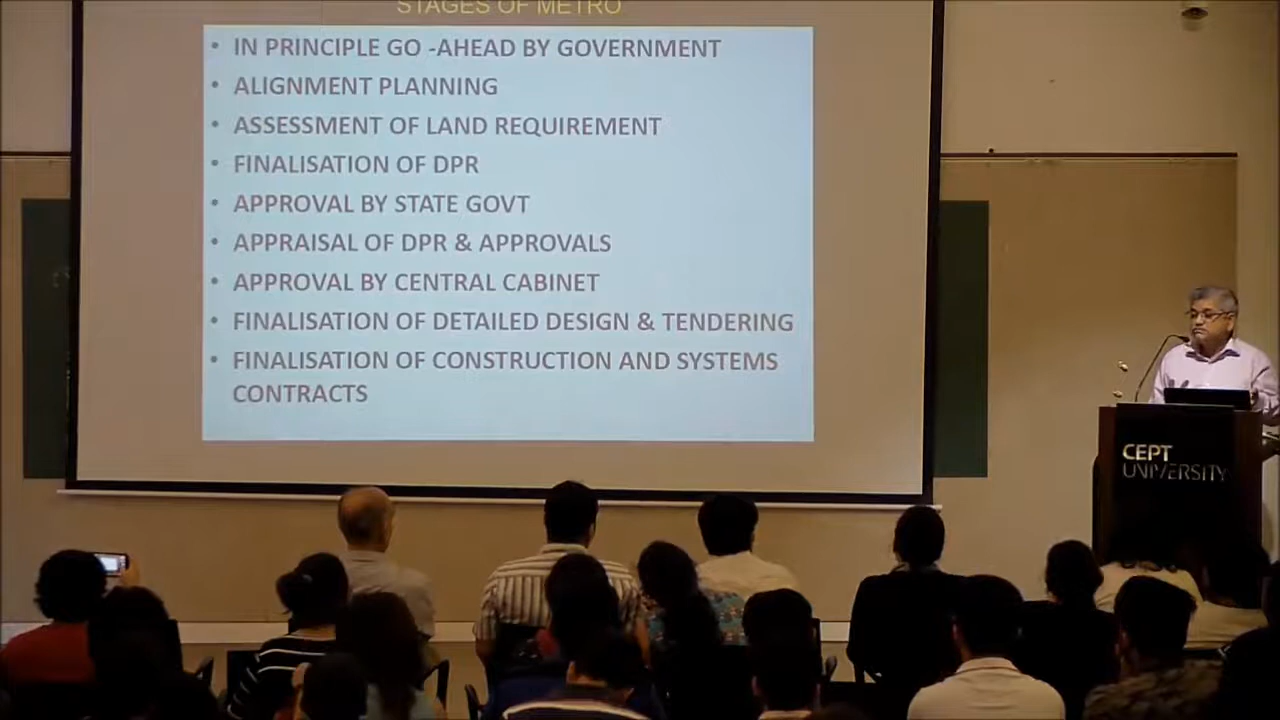 STAGES OF METRO
• IN PRINCIPLE GO -AHEAD BY GOVERNMENT
• ALIGNMENT PLANNING
• ASSESSMENT OF LAND REQUIREMENT
• FINALISATION OF DPR
• APPROVAL BY STATE GOVT
• APPRAISAL OF DPR & APPROVALS
• APPROVAL BY CENTRAL CABINET
• FINALISATION OF DETAILED DESIGN & TENDERING
• FINALISATION OF CONSTRUCTION AND SYSTEMS
CONTRACTS
CEPT
UNIVERSITY